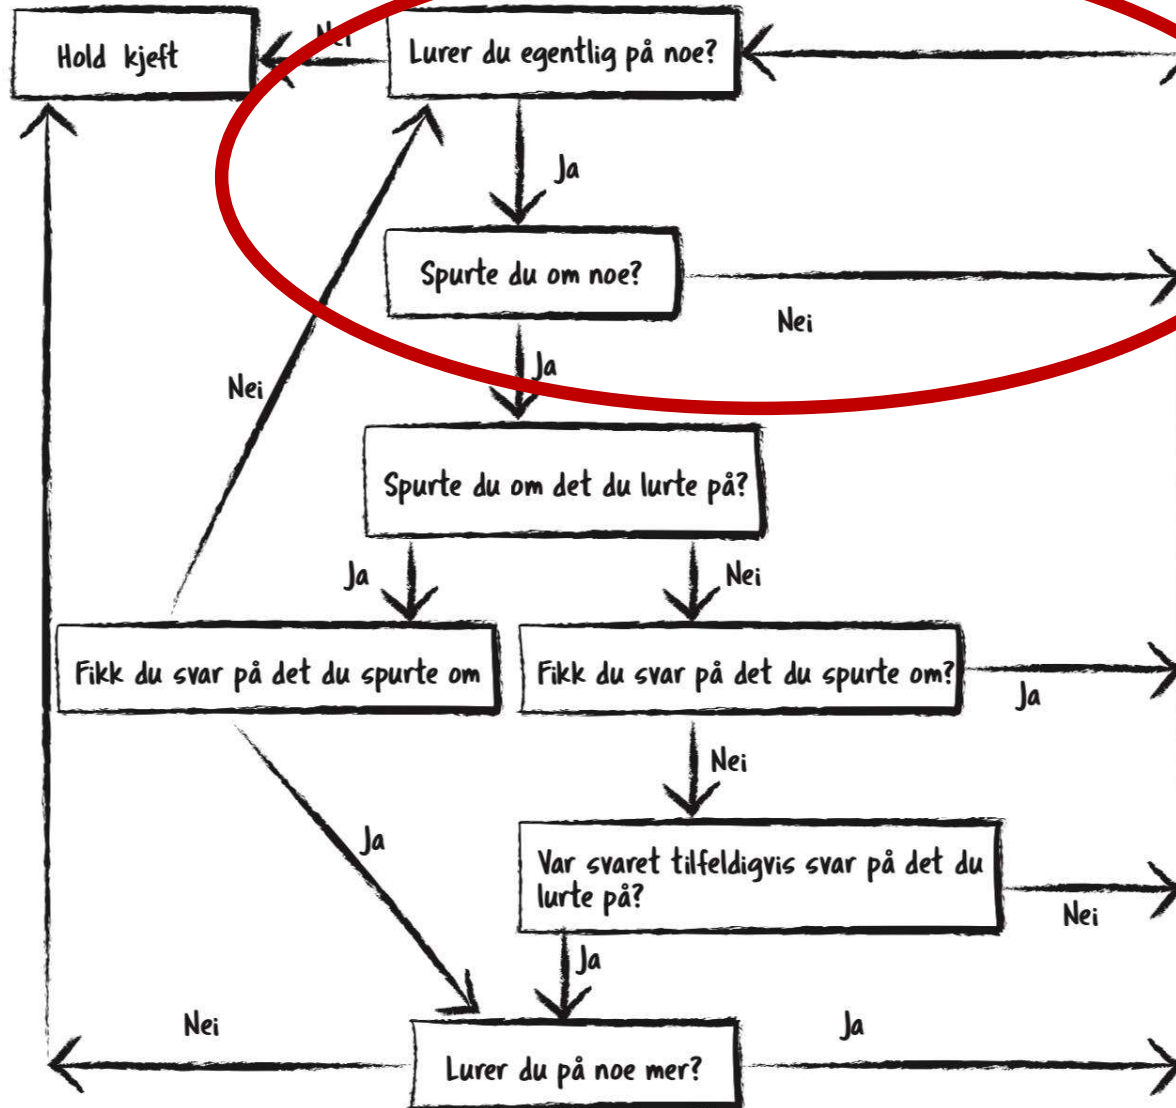 Hold kjeft
Nei
Lurer du egentlig på noe?
Ja
Spurte du om noe?
Nei
Ja
Nei
Spurte du om det du lurte på?
Ja
Nei
Fikk du svar på det du spurte om
Fikk du svar på det du spurte om?
Ja
Nei
Ja
Var svaret tilfeldigvis svar på det du
lurte på?
Nei
Ja
Nei
Ja
Lurer du på noe mer?